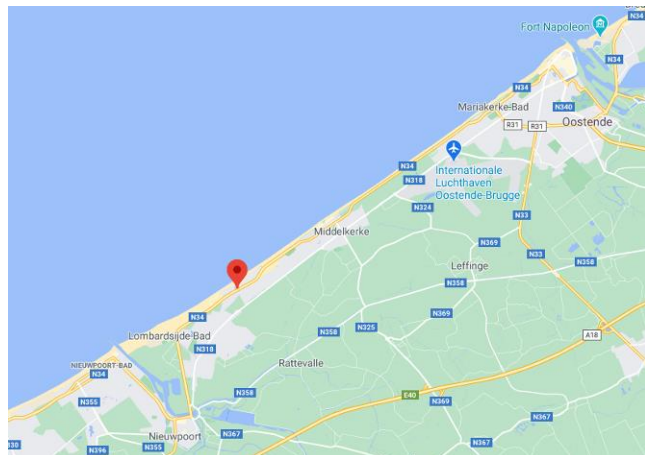 N34
Fort Napoleon
N34
Mariakerke-Bad
N340
R31
R31
Oostende
N34
N318
Internationale
Luchthaven
Oostende-Brugge
N324
N33
Middelkerke
N369
N33
Leffinge
N358
N358
N34
N369
Lombardsijde-Bad
N318
N358
N325
A18
NIEUWPOORT-BAD
Rattevalle
N34
N358
E40
N355
N369
N367
Nieuwpoort
N367
N367
N396
N355